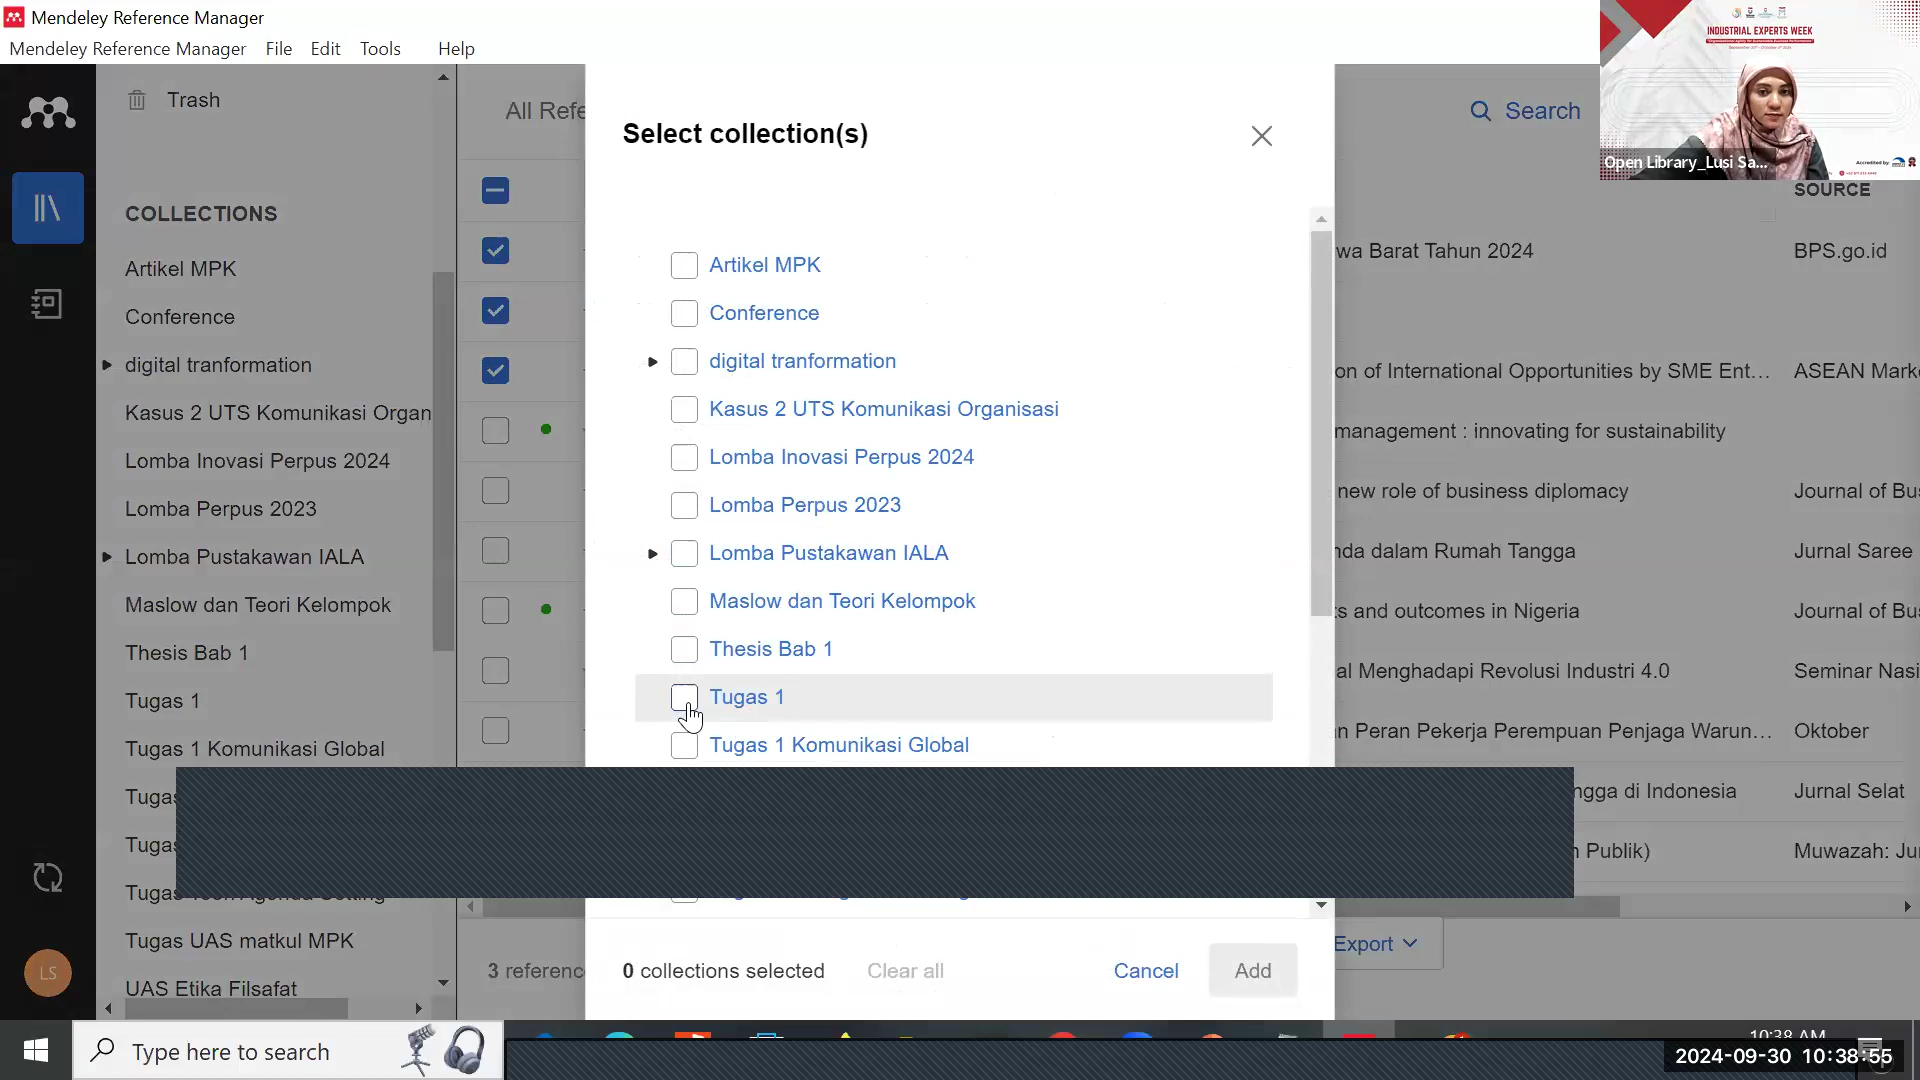 Mendeley Reference Manager
Mendeley Reference Manager File Edit Tools Help
Trash
COLLECTIONS
Artikel MPK
Conference
digital tranformation
Kasus 2 UTS Komunikasi Organ
Lomba Inovasi Perpus 2024
Lomba Perpus 2023
Lomba Pustakawan IALA
Maslow dan Teori Kelompok
Thesis Bab 1
Tugas 1
Tugas 1 Komunikasi Global
Tugas UAS matkul MPK
UAS Etika Filsafat
LS
All Refe
Search
Select collection(s)
Artikel MPK
Conference
digital tranformation
Kasus 2 UTS Komunikasi Organisasi
Lomba Inovasi Perpus 2024
Lomba Perpus 2023
Lomba Pustakawan IALA
Maslow dan Teori Kelompok
Thesis Bab 1
Tugas 1
Tugas 1 Komunikasi Global
3 referenc
0 collections selected Clear all Cancel Add
Export
SOURCE
wa Barat Tahun 2024 BPS.go.id
on of International Opportunities by SME Ent... ASEAN Mark
management : innovating for sustainability
new role of business diplomacy Journal of Bu
nda dalam Rumah Tangga Jurnal Saree
ts and outcomes in Nigeria Journal of Bu
al Menghadapi Revolusi Industri 4.0 Seminar Nasi
n Peran Pekerja Perempuan Penjaga Warun... Oktober
ngga di Indonesia Jurnal Selat
n Publik) Muwazah: Ju
INDUSTRIAL EXPERTS WEEK
Open Library_Lusi Sa...
Accredited by
Type here to search
10:38 AM
2024-09-30 10:38:55